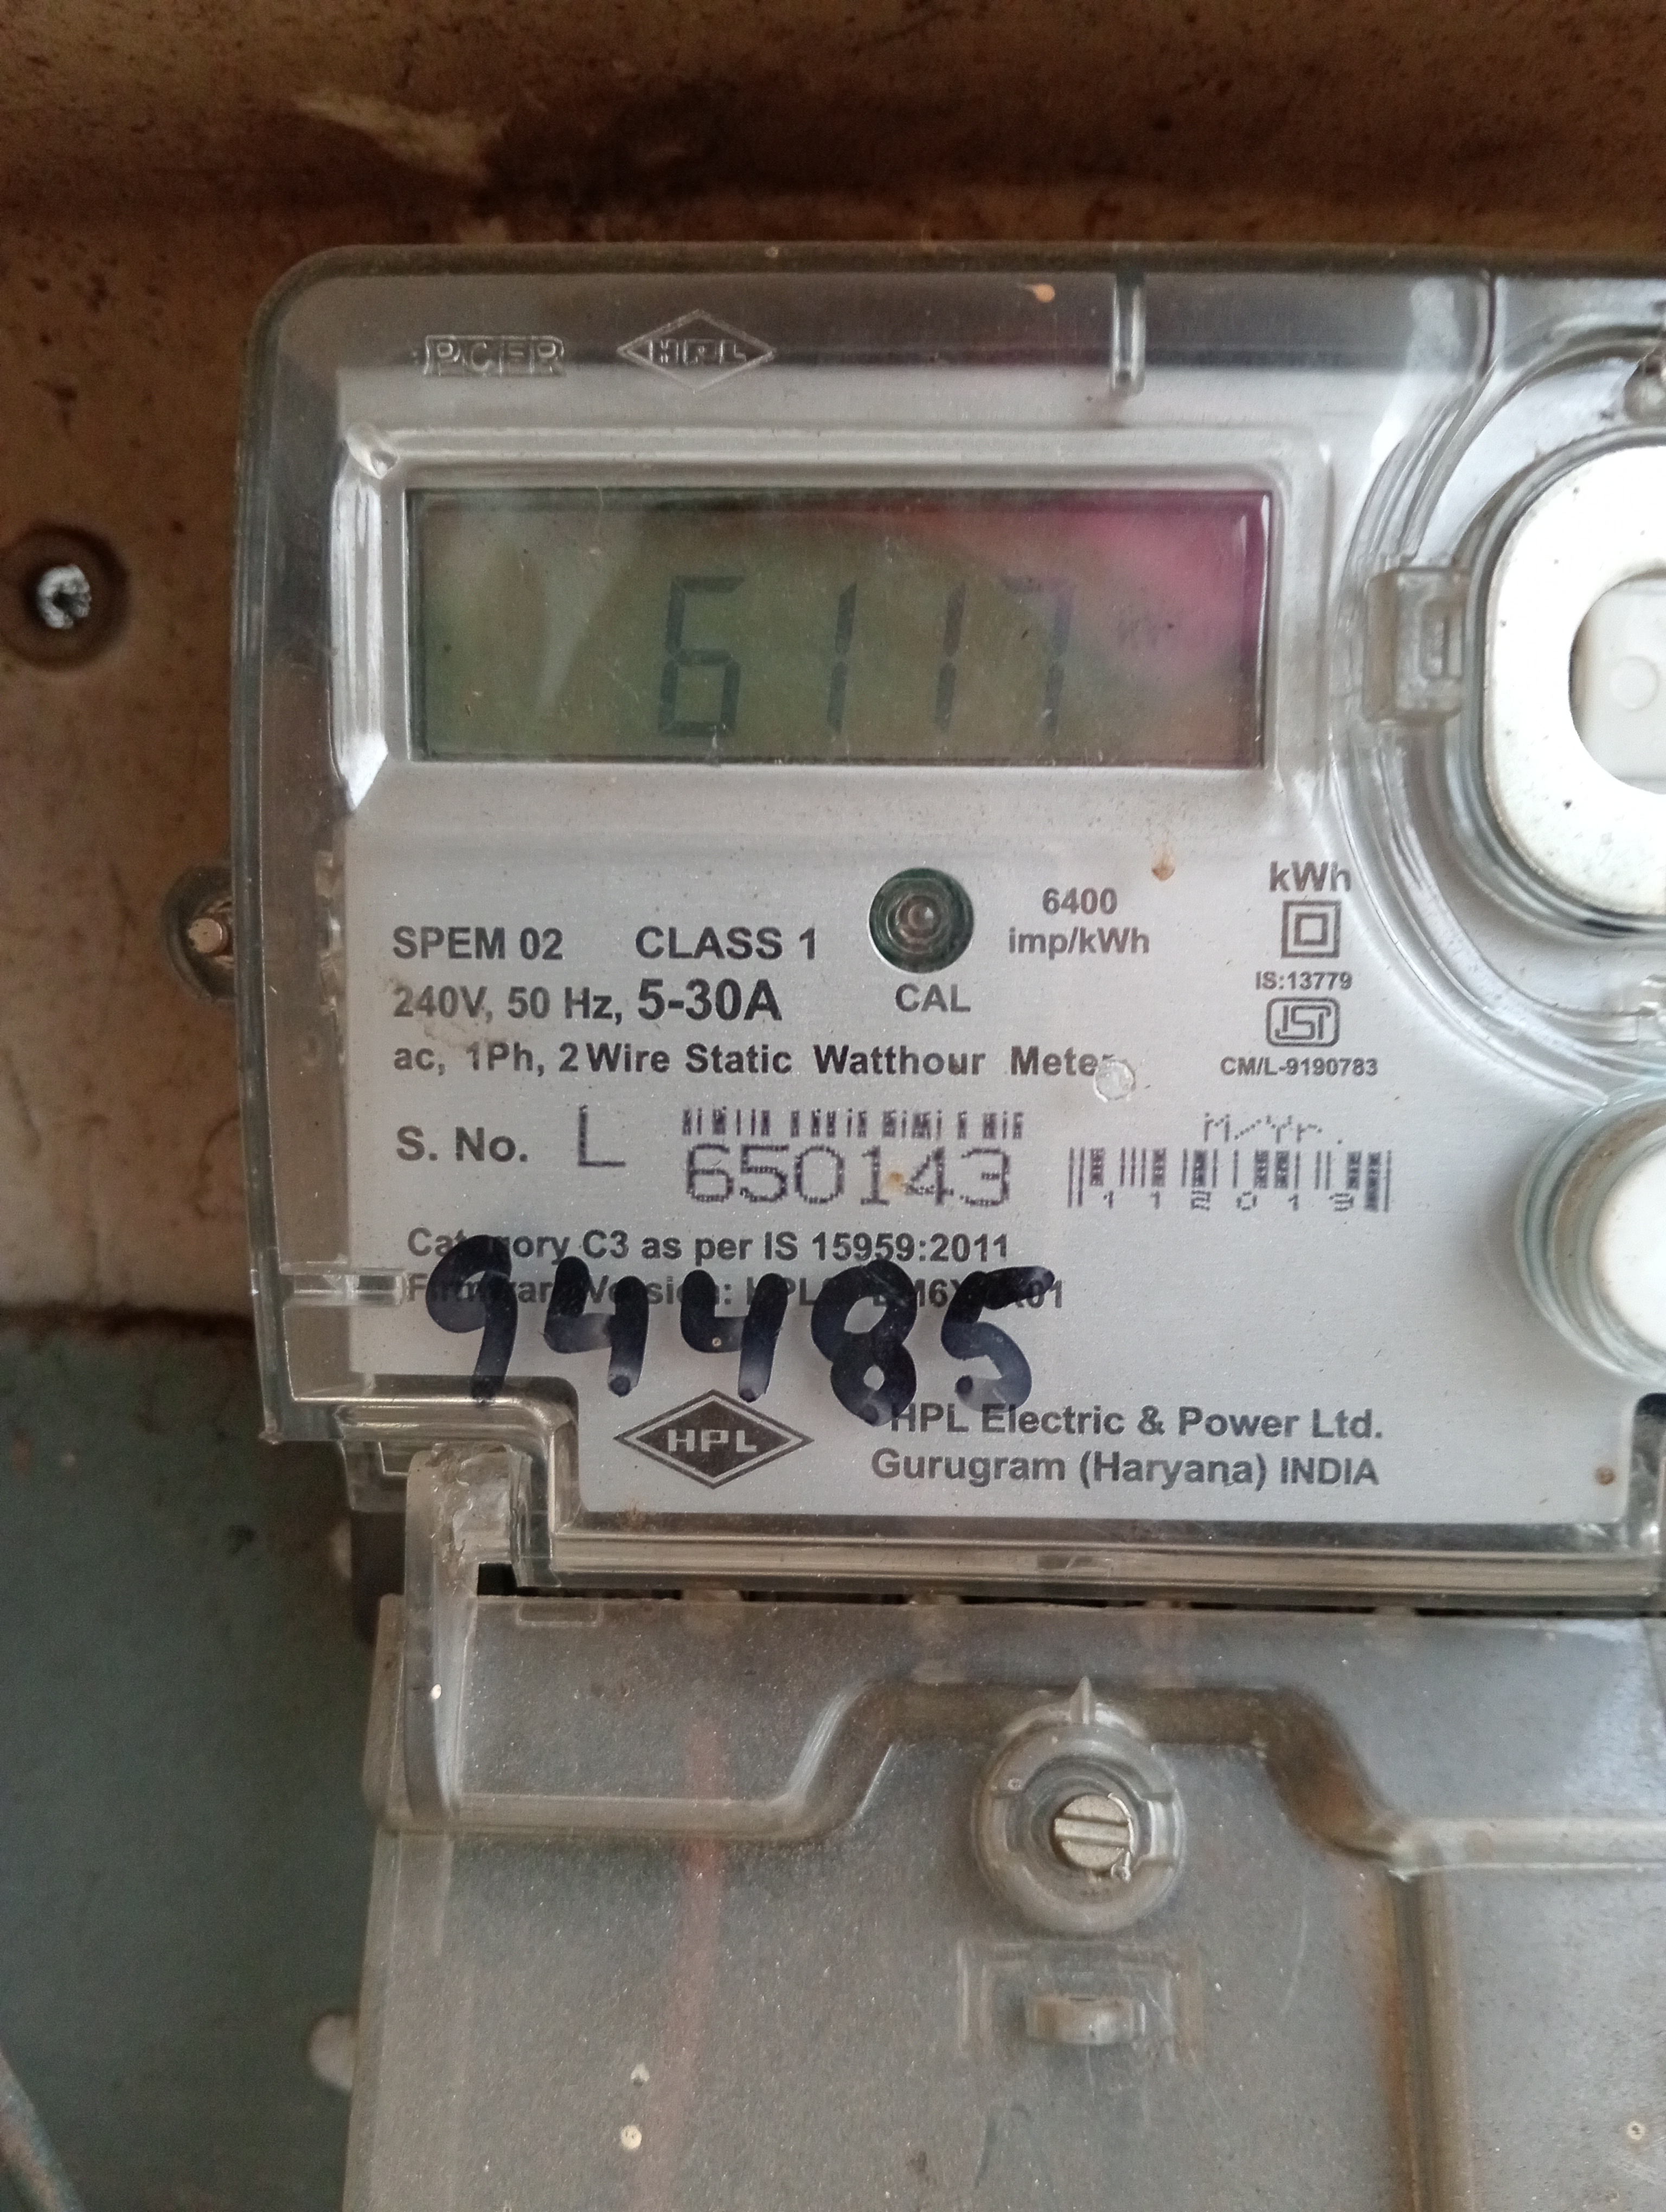 HPL
6117
kWh
6400
imp/kWh
SPEM 02 CLASS 1
CAL
IS:13779
240V, 50 Hz, 5-30A
ISI
ac, 1Ph, 2 Wire Static Watthour Meter
CM/L-9190783
M/Yr.
S. No. L 650143
112019
Category C3 as per IS 15959:2011
94485
HPL
HPL Electric & Power Ltd.
Gurugram (Haryana) INDIA